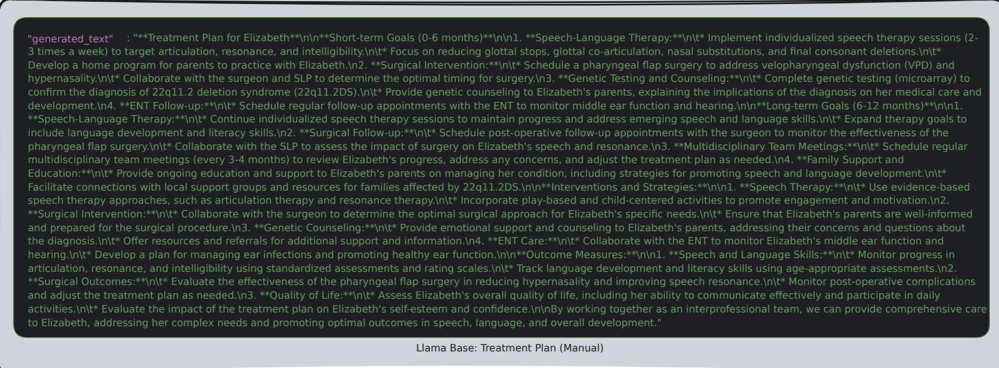 "generated_text" : "**Treatment Plan for Elizabeth**\n\n**Short-term Goals (0-6 months)**\n\n1. **Speech-Language Therapy:**\n\t* Implement individualized speech therapy sessions (2-
3 times a week) to target articulation, resonance, and intelligibility.\n\t* Focus on reducing glottal stops, glottal co-articulation, nasal substitutions, and final consonant deletions.\n\t*
Develop a home program for parents to practice with Elizabeth.\n2. **Surgical Intervention:**\n\t* Schedule a pharyngeal flap surgery to address velopharyngeal dysfunction (VPD) and
hypernasality.\n\t* Collaborate with the surgeon and SLP to determine the optimal timing for surgery.\n3. **Genetic Testing and Counseling:**\n\t* Complete genetic testing (microarray) to
confirm the diagnosis of 22q11.2 deletion syndrome (22q11.2DS).\n\t* Provide genetic counseling to Elizabeth's parents, explaining the implications of the diagnosis on her medical care and
development.\n4. **ENT Follow-up:**\n\t* Schedule regular follow-up appointments with the ENT to monitor middle ear function and hearing.\n\n**Long-term Goals (6-12 months)**\n\n1.
**Speech-Language Therapy:**\n\t* Continue individualized speech therapy sessions to maintain progress and address emerging speech and language skills.\n\t* Expand therapy goals to
include language development and literacy skills.\n2. **Surgical Follow-up:**\n\t* Schedule post-operative follow-up appointments with the surgeon to monitor the effectiveness of the
pharyngeal flap surgery.\n\t* Collaborate with the SLP to assess the impact of surgery on Elizabeth's speech and resonance.\n3. **Multidisciplinary Team Meetings:**\n\t* Schedule regular
multidisciplinary team meetings (every 3-4 months) to review Elizabeth's progress, address any concerns, and adjust the treatment plan as needed.\n4. **Family Support and
Education:**\n\t* Provide ongoing education and support to Elizabeth's parents on managing her condition, including strategies for promoting speech and language development.\n\t*
Facilitate connections with local support groups and resources for families affected by 22q11.2DS.\n\n**Interventions and Strategies:**\n\n1. **Speech Therapy:**\n\t* Use evidence-based
speech therapy approaches, such as articulation therapy and resonance therapy.\n\t* Incorporate play-based and child-centered activities to promote engagement and motivation.\n2.
**Surgical Intervention:**\n\t* Collaborate with the surgeon to determine the optimal surgical approach for Elizabeth's specific needs.\n\t* Ensure that Elizabeth's parents are well-informed
and prepared for the surgical procedure.\n3. **Genetic Counseling:**\n\t* Provide emotional support and counseling to Elizabeth's parents, addressing their concerns and questions about
the diagnosis.\n\t* Offer resources and referrals for additional support and information.\n4. **ENT Care:**\n\t* Collaborate with the ENT to monitor Elizabeth's middle ear function and
hearing.\n\t* Develop a plan for managing ear infections and promoting healthy ear function.\n\n**Outcome Measures:**\n\n1. **Speech and Language Skills:**\n\t* Monitor progress in
articulation, resonance, and intelligibility using standardized assessments and rating scales.\n\t* Track language development and literacy skills using age-appropriate assessments.\n2.
**Surgical Outcomes:**\n\t* Evaluate the effectiveness of the pharyngeal flap surgery in reducing hypernasality and improving speech resonance.\n\t* Monitor post-operative complications
and adjust the treatment plan as needed.\n3. **Quality of Life:**\n\t* Assess Elizabeth's overall quality of life, including her ability to communicate effectively and participate in daily
activities.\n\t* Evaluate the impact of the treatment plan on Elizabeth's self-esteem and confidence.\n\nBy working together as an interprofessional team, we can provide comprehensive care
to Elizabeth, addressing her complex needs and promoting optimal outcomes in speech, language, and overall development."
Llama Base: Treatment Plan (Manual)